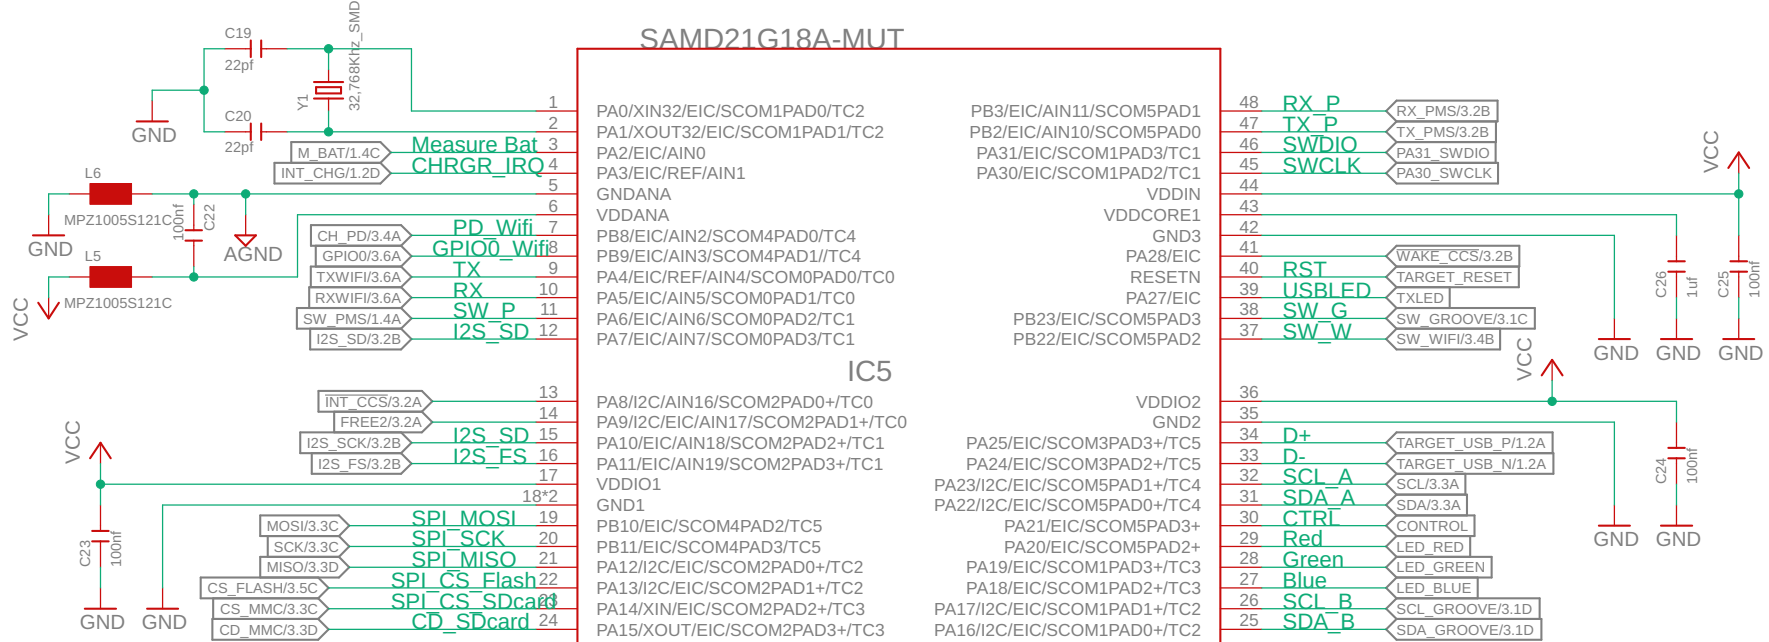 SAMD21G18A-MUT
C19
22pf
Y1
32,768Khz_SMD
C20
22pf
GND
M_BAT/1.4C
Measure Bat
INT_CHG/1.2D
CHRGR_IRQ
L6
MPZ1005S121C
GND
100nf
C22
AGND
L5
MPZ1005S121C
VCC
1 PA0/XIN32/EIC/SCOM1PAD0/TC2
2 PA1/XOUT32/EIC/SCOM1PAD1/TC2
3 PA2/EIC/AIN0
4 PA3/EIC/REF/AIN1
5 GNDANA
6 VDDANA
CH_PD/3.4A PD_Wifi 7 PB8/EIC/AIN2/SCOM4PAD0/TC4
GPIO0/3.6A GPIO0_Wifi 8 PB9/EIC/AIN3/SCOM4PAD1//TC4
TXWIFI/3.6A TX 9 PA4/EIC/REF/AIN4/SCOM0PAD0/TC0
RXWIFI/3.6A RX 10 PA5/EIC/AIN5/SCOM0PAD1/TC0
SW_PMS/1.4A SW_P 11 PA6/EIC/AIN6/SCOM0PAD2/TC1
I2S_SD/3.2B I2S_SD 12 PA7/EIC/AIN7/SCOM0PAD3/TC1
IC5
INT_CCS/3.2A 13 PA8/I2C/AIN16/SCOM2PAD0+/TC0
FREE2/3.2A 14 PA9/I2C/EIC/AIN17/SCOM2PAD1+/TC0
I2S_SCK/3.2B I2S_SD 15 PA10/EIC/AIN18/SCOM2PAD2+/TC1
I2S_FS/3.2B I2S_FS 16 PA11/EIC/AIN19/SCOM2PAD3+/TC1
VCC
17 VDDIO1
18*2 GND1
C23
100nf
GND
GND
MOSI/3.3C SPI_MOSI 19 PB10/EIC/SCOM4PAD2/TC5
SCK/3.3C SPI_SCK 20 PB11/EIC/SCOM4PAD3/TC5
MISO/3.3D SPI_MISO 21 PA12/I2C/EIC/SCOM2PAD0+/TC2
CS_FLASH/3.5C SPI_CS_Flash 22 PA13/I2C/EIC/SCOM2PAD1+/TC2
CS_MMC/3.3C SPI_CS_SDcard 23 PA14/XIN/EIC/SCOM2PAD2+/TC3
CD_MMC/3.3D CD_SDcard 24 PA15/XOUT/EIC/SCOM2PAD3+/TC3
PB3/EIC/AIN11/SCOM5PAD1 48 RX_P RX_PMS/3.2B
PB2/EIC/AIN10/SCOM5PAD0 47 TX_P TX_PMS/3.2B
PA31/EIC/SCOM1PAD3/TC1 46 SWDIO PA31_SWDIO
PA30/EIC/SCOM1PAD2/TC1 45 SWCLK PA30_SWCLK
VDDIN 44
VDDCORE1 43
GND3 42
PA28/EIC 41 WAKE_CCS/3.2B
RESETN 40 RST TARGET_RESET
PA27/EIC 39 USBLED TXLED
PB23/EIC/SCOM5PAD3 38 SW_G SW_GROOVE/3.1C
PB22/EIC/SCOM5PAD2 37 SW_W SW_WIFI/3.4B
VCC
C26
1uf
C25
100nf
GND
GND
GND
VCC
VDDIO2 36
GND2 35
PA25/EIC/SCOM3PAD3+/TC5 34 D+ TARGET_USB_P/1.2A
PA24/EIC/SCOM3PAD2+/TC5 33 D- TARGET_USB_N/1.2A
PA23/I2C/EIC/SCOM5PAD1+/TC4 32 SCL_A SCL/3.3A
PA22/I2C/EIC/SCOM5PAD0+/TC4 31 SDA_A SDA/3.3A
PA21/EIC/SCOM5PAD3+ 30 CTRL CONTROL
PA20/EIC/SCOM5PAD2+ 29 Red LED_RED
PA19/EIC/SCOM1PAD3+/TC3 28 Green LED_GREEN
PA18/EIC/SCOM1PAD2+/TC3 27 Blue LED_BLUE
PA17/I2C/EIC/SCOM1PAD1+/TC2 26 SCL_B SCL_GROOVE/3.1D
PA16/I2C/EIC/SCOM1PAD0+/TC2 25 SDA_B SDA_GROOVE/3.1D
C24
100nf
GND
GND